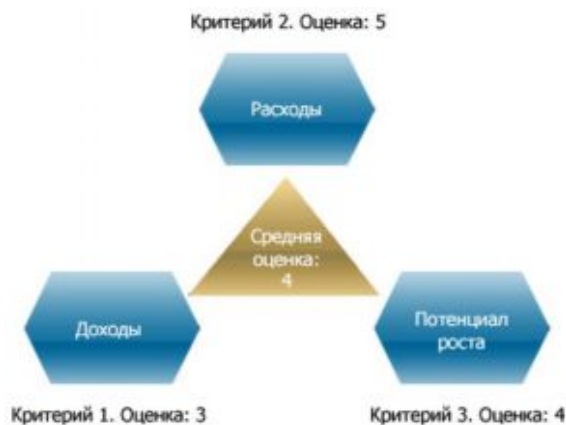 Критерий 2. Оценка: 5
Расходы
Средняя
оценка:
4
Доходы
Потенциал
роста
Критерий 1. Оценка: 3
Критерий 3. Оценка: 4